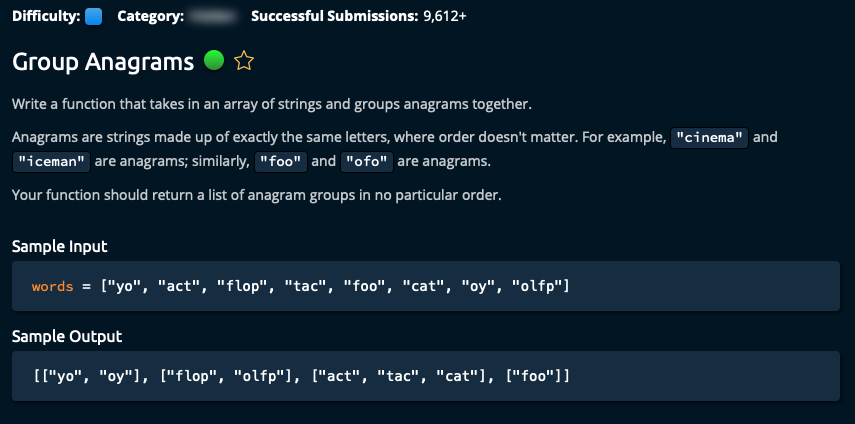 Difficulty: Category: Successful Submissions: 9,612+
Group Anagrams
Write a function that takes in an array of strings and groups anagrams together.
Anagrams are strings made up of exactly the same letters, where order doesn't matter. For example, "cinema" and
"iceman" are anagrams; similarly, "foo" and "ofo" are anagrams.
Your function should return a list of anagram groups in no particular order.
Sample Input
words = ["yo", "act", "flop", "tac", "foo", "cat", "oy", "olfp"]
Sample Output
[["yo", "oy"], ["flop", "olfp"], ["act", "tac", "cat"], ["foo"]]